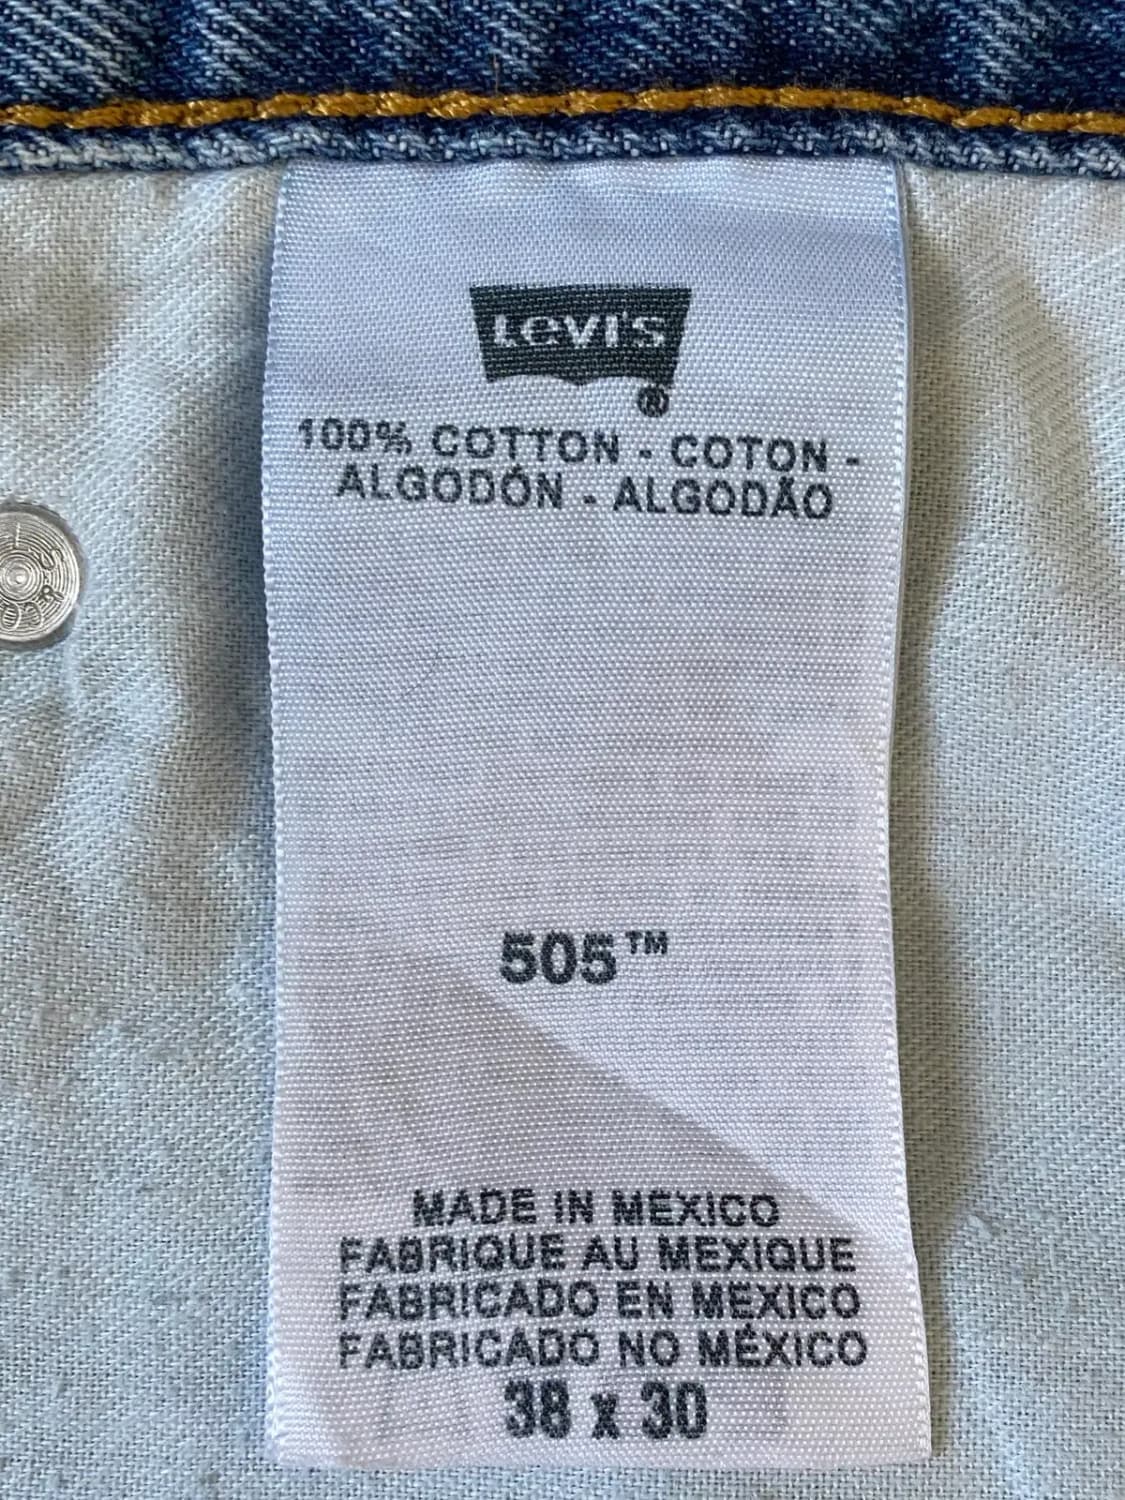 LEVI'S
®
100% COTTON - COTON -
ALGODÓN - ALGODÃO
505™
MADE IN MEXICO
FABRIQUE AU MEXIQUE
FABRICADO EN MÉXICO
FABRICADO NO MÉXICO
38 x 30